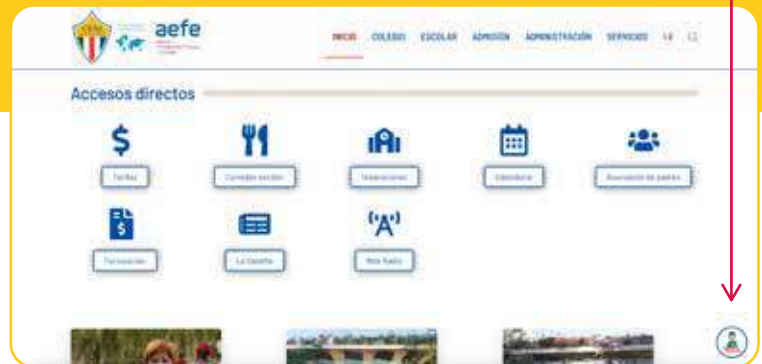 aefe
INICIO COLEGIO ESCOLAR ADMISIÓN ADMINISTRACIÓN SERVICIOS
Accesos directos
Tarifas
Comedor escolar
Instalaciones
Calendario
Asociación de padres
Facturación
La Gazette
Web Radio